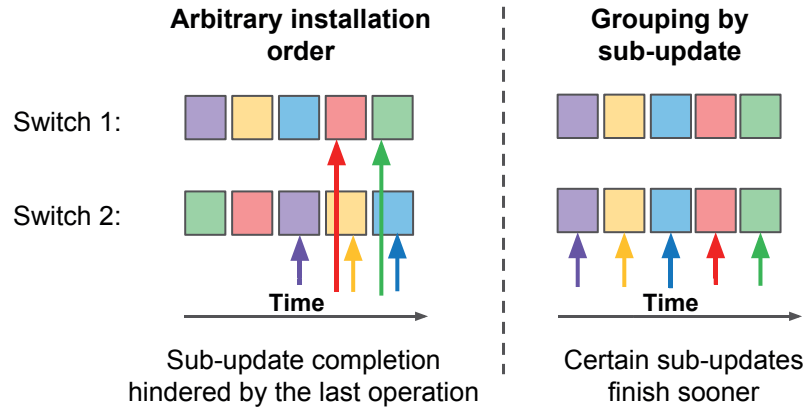 Arbitrary installation
order
Grouping by
sub-update
Switch 1:
Switch 2:
Time
Time
Sub-update completion
hindered by the last operation
Certain sub-updates
finish sooner